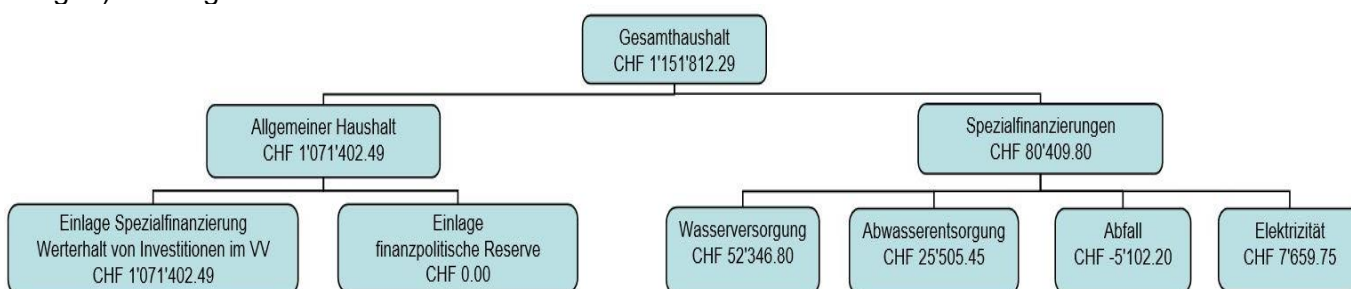 Gesamthaushalt
CHF 1'151'812.29
Allgemeiner Haushalt
CHF 1'071'402.49
Spezialfinanzierungen
CHF 80'409.80
Einlage Spezialfinanzierung
Werterhalt von Investitionen im VV
CHF 1'071'402.49
Einlage
finanzpolitische Reserve
CHF 0.00
Wasserversorgung
CHF 52'346.80
Abwasserentsorgung
CHF 25'505.45
Abfall
CHF -5'102.20
Elektrizität
CHF 7'659.75